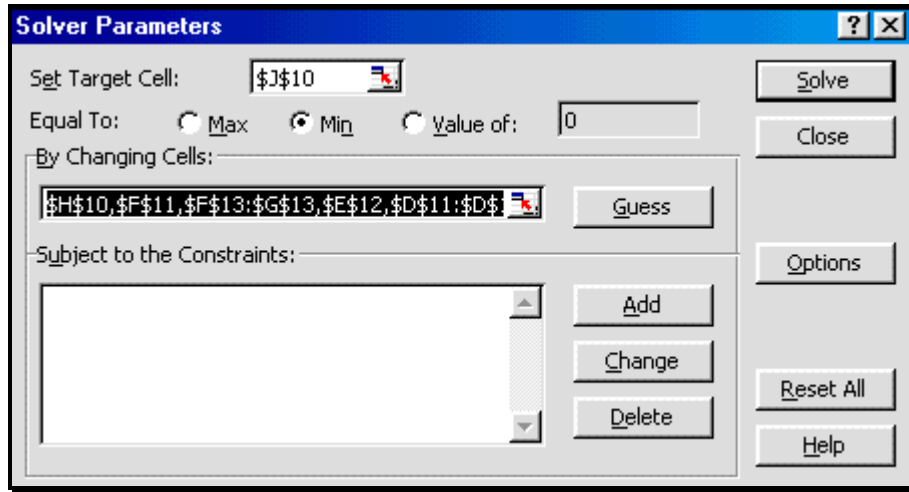 Solver Parameters ? ×
Set Target Cell: $J$10 Solve
Equal To: Max Min Value of: 0 Close
By Changing Cells:
$H$10,$F$11,$F$13:$G$13,$E$12,$D$11:$D$ Guess
Subject to the Constraints: Options
Add
Change
Reset All
Delete
Help